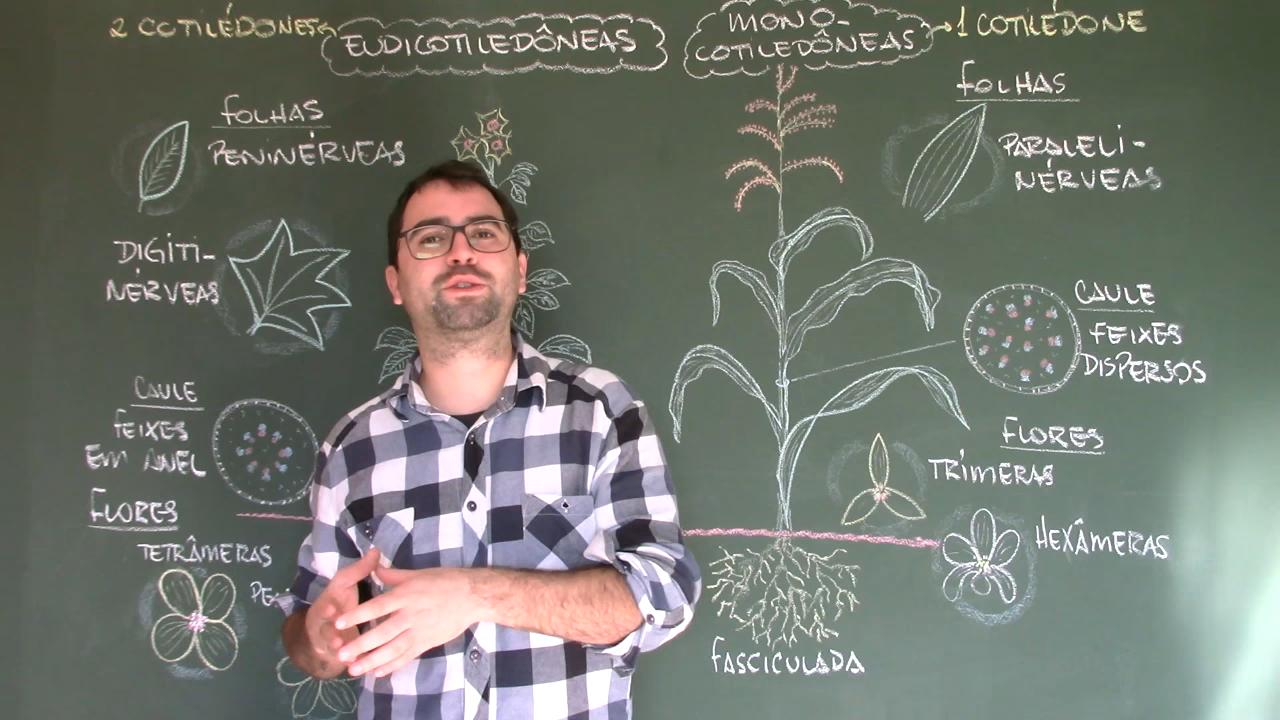 2 COTILÉDONES
EUDICOTILEDÔNEAS
FOLHAS
PENINÉRVEAS
DIGITI-
NÉRVEAS
CAULE
FEIXES
EM ANEL
FLORES
TETRÂMERAS
MONO-
COTILEDÔNEAS
1 COTILÉDONE
FOLHAS
PARALELI-
NÉRVEAS
CAULE
FEIXES
DISPERSOS
FLORES
TRÍMERAS
HEXÂMERAS
FASCICULADA